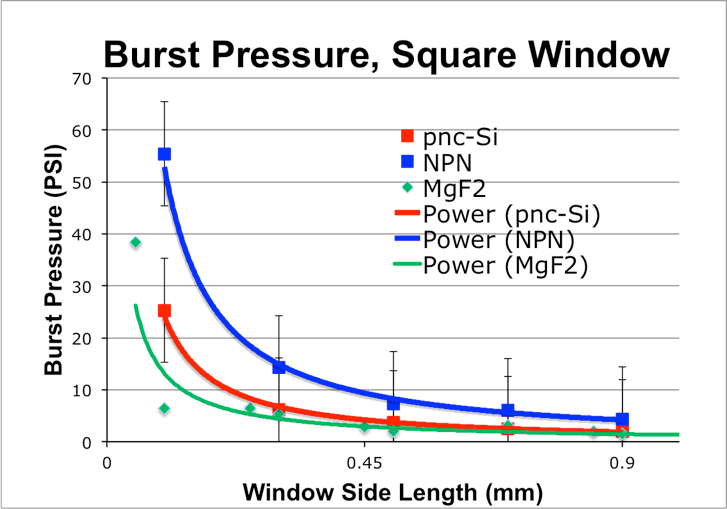 Burst Pressure, Square Window
70
60
50
40
30
20
10
0
Burst Pressure (PSI)
pnc-Si
NPN
MgF2
Power (pnc-Si)
Power (NPN)
Power (MgF2)
0
0.45
0.9
Window Side Length (mm)